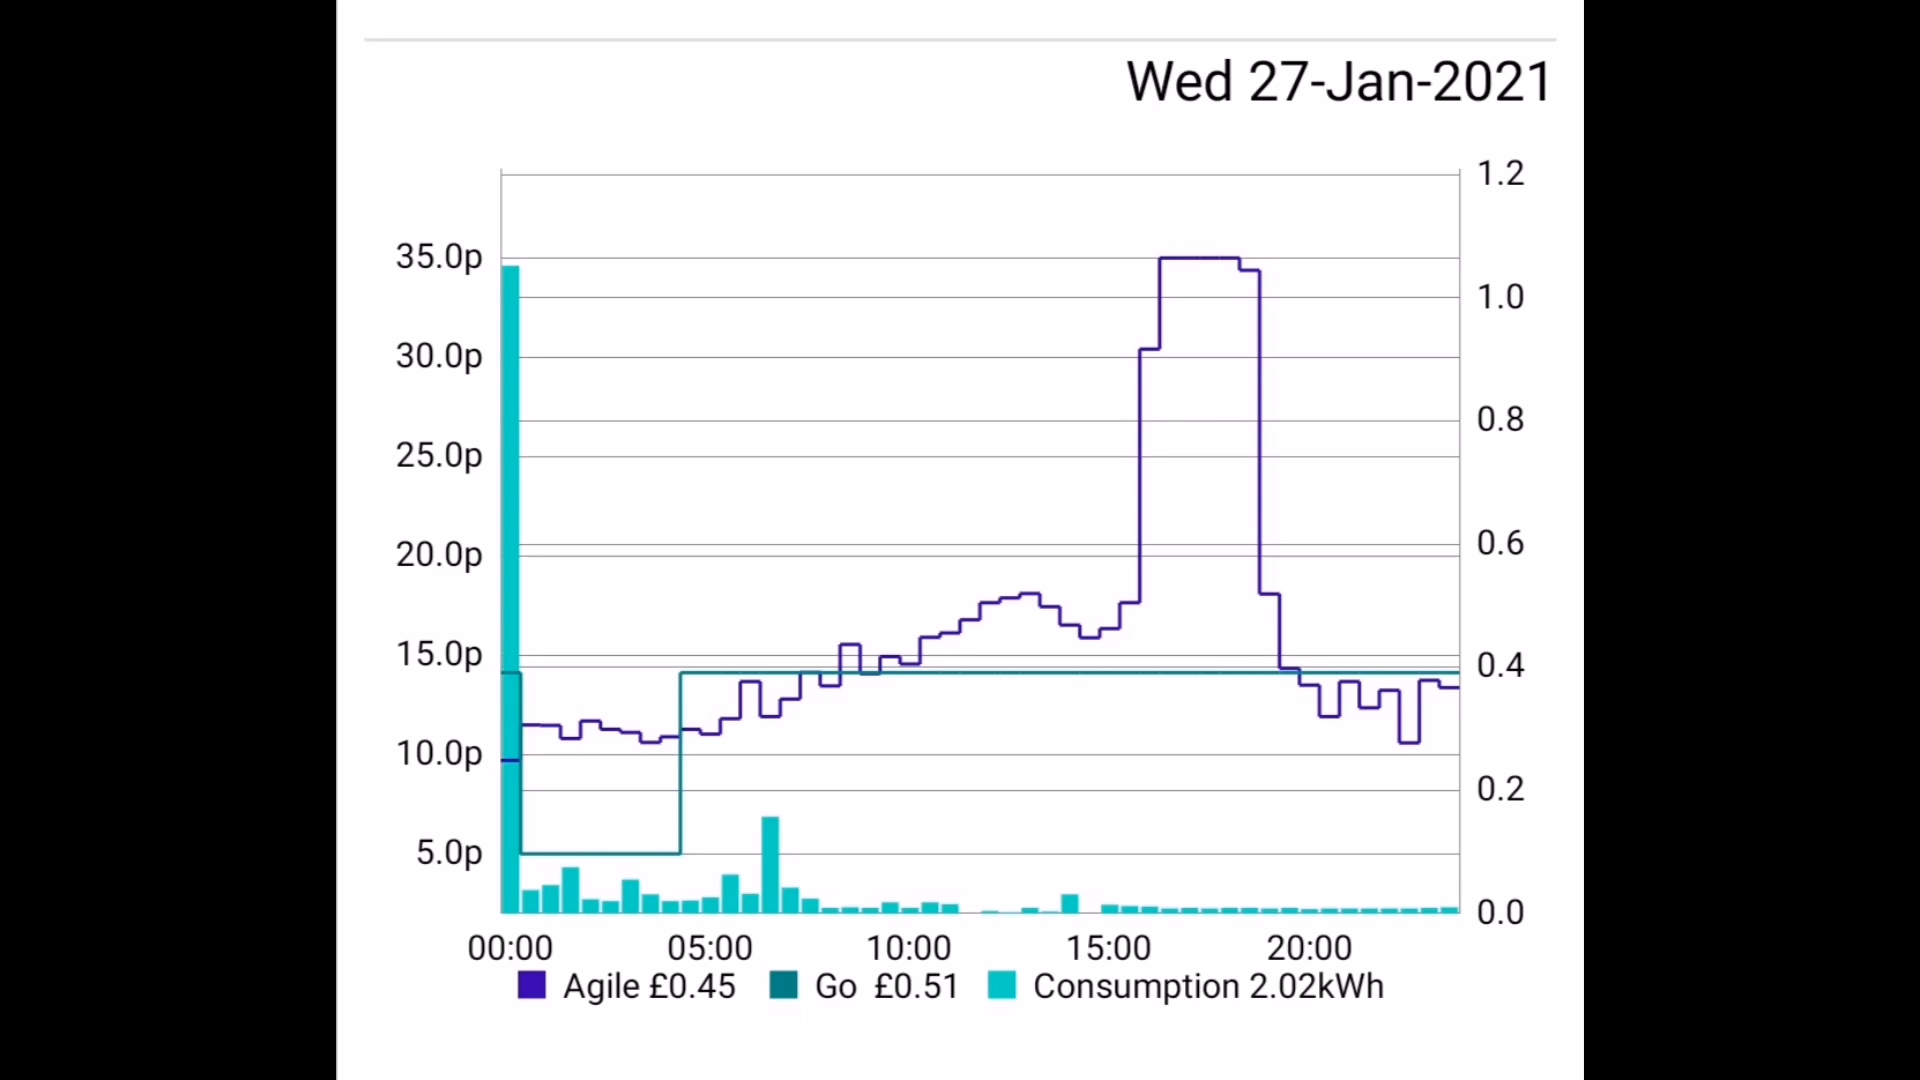 Wed 27-Jan-2021
1.2
35.0p
1.0
30.0p
0.8
25.0p
0.6
20.0p
15.0p
0.4
10.0p
0.2
5.0p
0.0
00:00 05:00 10:00 15:00 20:00
Agile £0.45 Go £0.51 Consumption 2.02kWh